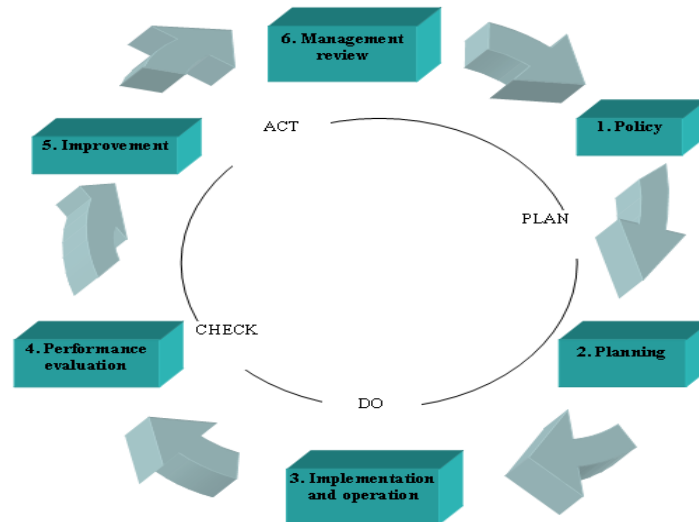 6. Management
review
1. Policy
5. Improvement
ACT
PLAN
CHECK
4. Performance
evaluation
2. Planning
DO
3. Implementation
and operation